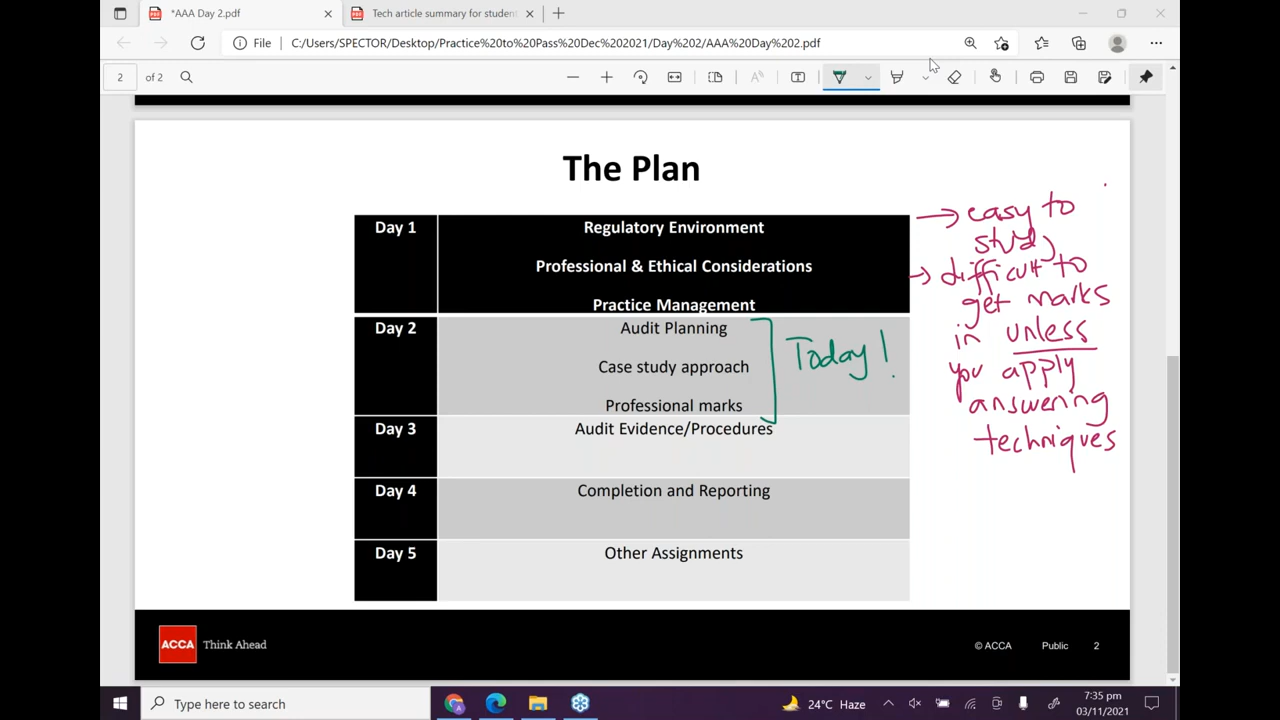 *AAA Day 2.pdf
Tech article summary for student
File
C:/Users/SPECTOR/Desktop/Practice%20to%20Pass%20Dec%202021/Day%202/AAA%20Day%202.pdf
2 of 2
The Plan
Day 1
Regulatory Environment
Professional & Ethical Considerations
Practice Management
→ easy to
study
→ difficult to
get marks
in unless
you apply
answering
techniques
Day 2
Audit Planning
Case study approach
Professional marks
Today!
Day 3
Audit Evidence/Procedures
Day 4
Completion and Reporting
Day 5
Other Assignments
ACCA Think Ahead
© ACCA Public 2
Type here to search
24°C Haze
7:35 pm
03/11/2021